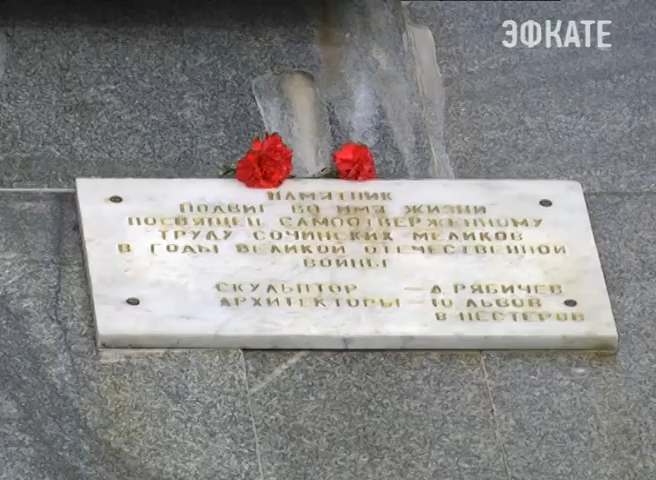 ЭФКАТЕ
ПАМЯТНИК
ПОДВИГ ВО ИМЯ ЖИЗНИ
ПОСВЯЩЕН САМООТВЕРЖЕННОМУ
ТРУДУ СОЧИНСКИХ МЕДИКОВ
В ГОДЫ ВЕЛИКОЙ ОТЕЧЕСТВЕННОЙ
ВОЙНЫ
СКУЛЬПТОР — А. РЯБИЧЕВ
АРХИТЕКТОРЫ — Ю ЛЬВОВ
В НЕСТЕРОВ